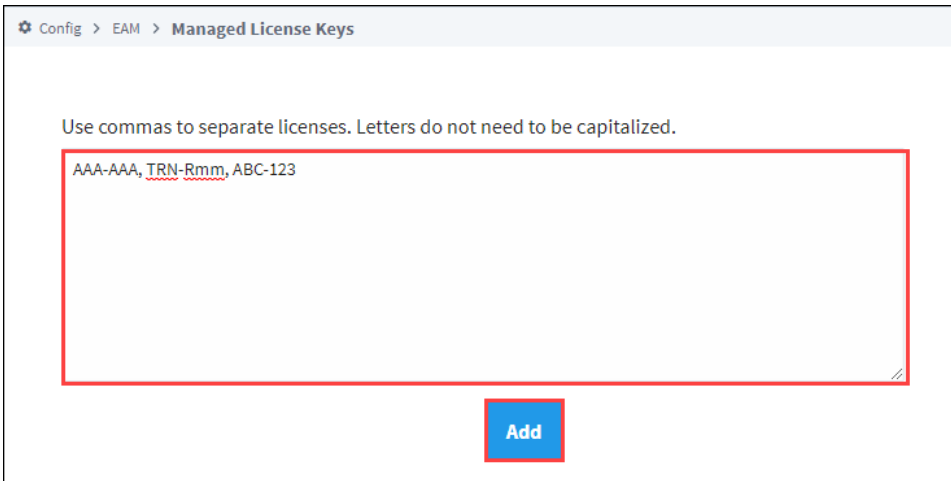 Config > EAM > Managed License Keys
Use commas to separate licenses. Letters do not need to be capitalized.
AAA-AAA, TRN-Rmm, ABC-123
Add